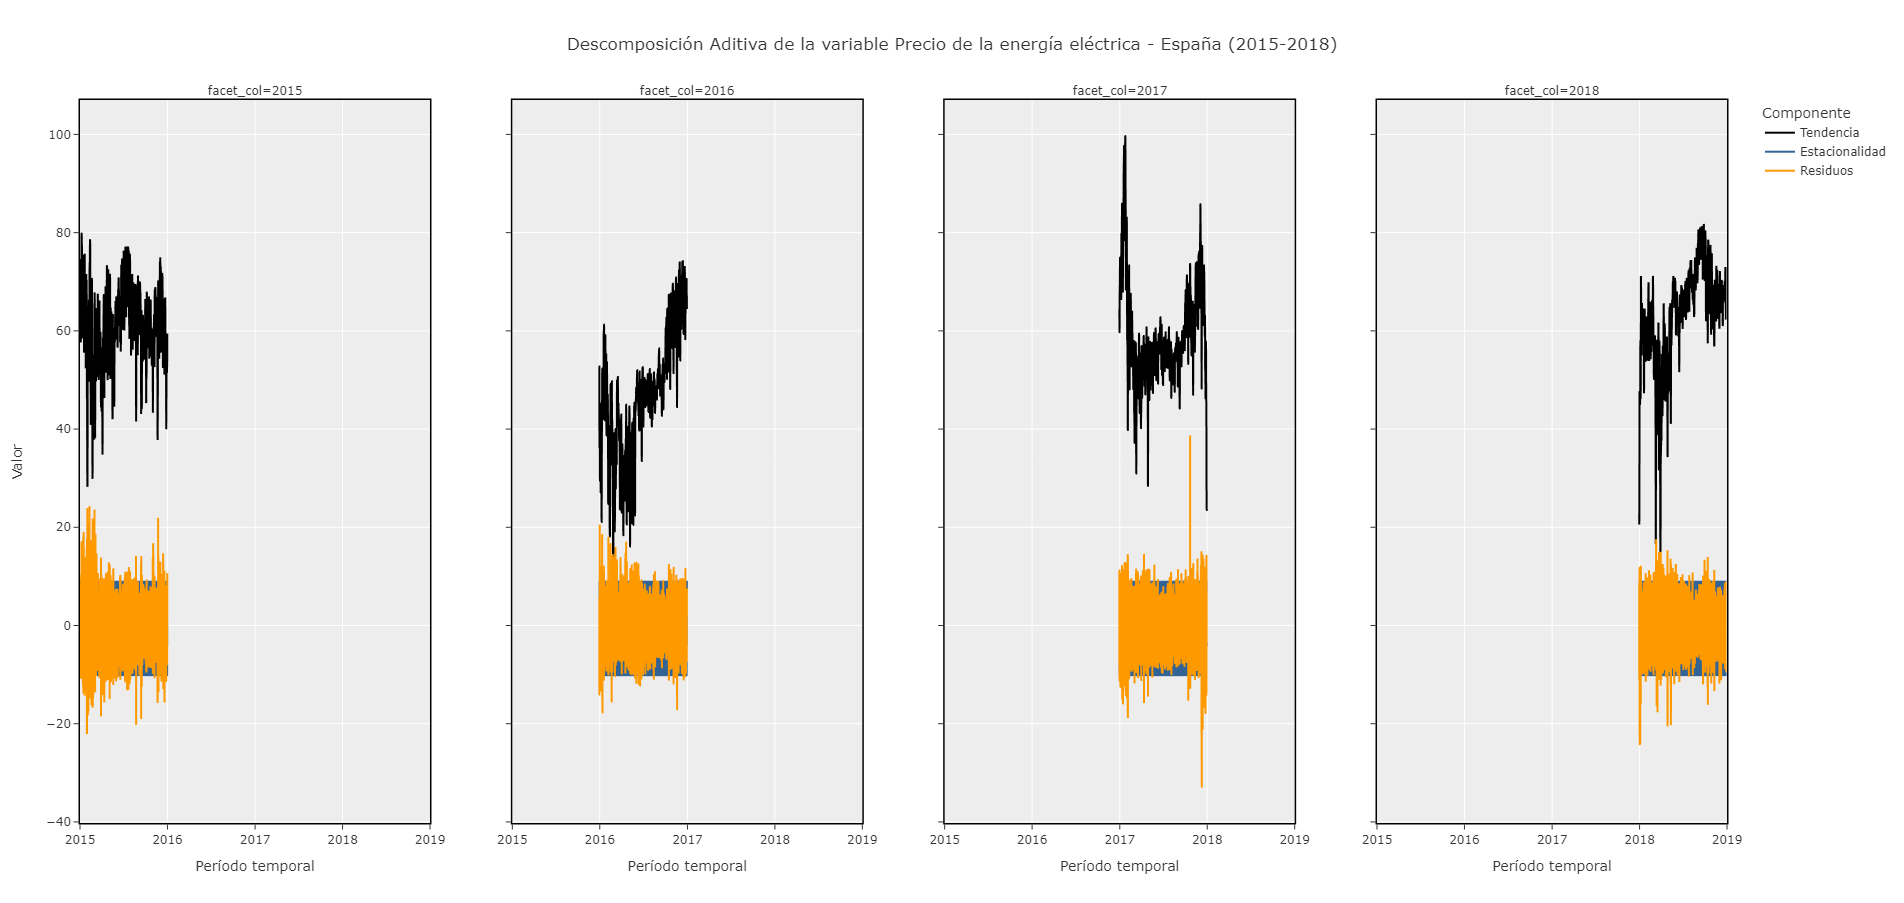 Descomposición Aditiva de la variable Precio de la energía eléctrica - España (2015-2018)
facet_col=2015
facet_col=2016
facet_col=2017
facet_col=2018
Componente
Tendencia
Estacionalidad
Residuos
Valor
100
80
60
40
20
0
−20
−40
2015 2016 2017 2018 2019
2015 2016 2017 2018 2019
2015 2016 2017 2018 2019
2015 2016 2017 2018 2019
Período temporal
Período temporal
Período temporal
Período temporal